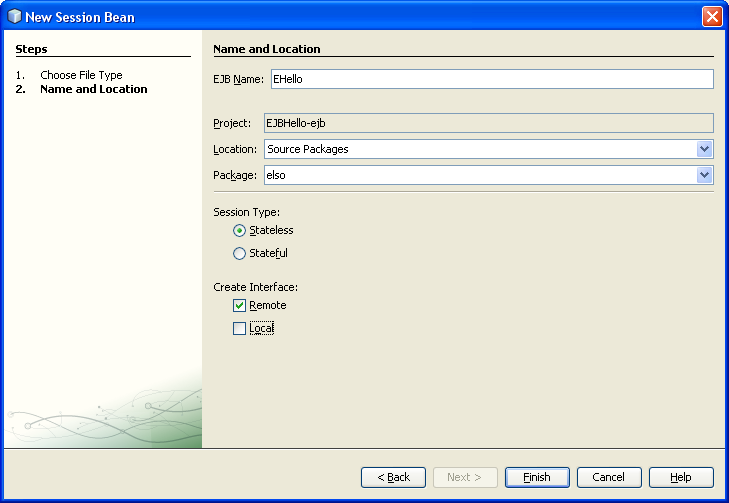 New Session Bean
Steps
1. Choose File Type
2. Name and Location
Name and Location
EJB Name: EHello
Project: EJBHello-ejb
Location: Source Packages
Package: elso
Session Type:
Stateless
Stateful
Create Interface:
Remote
Local
< Back Next > Finish Cancel Help